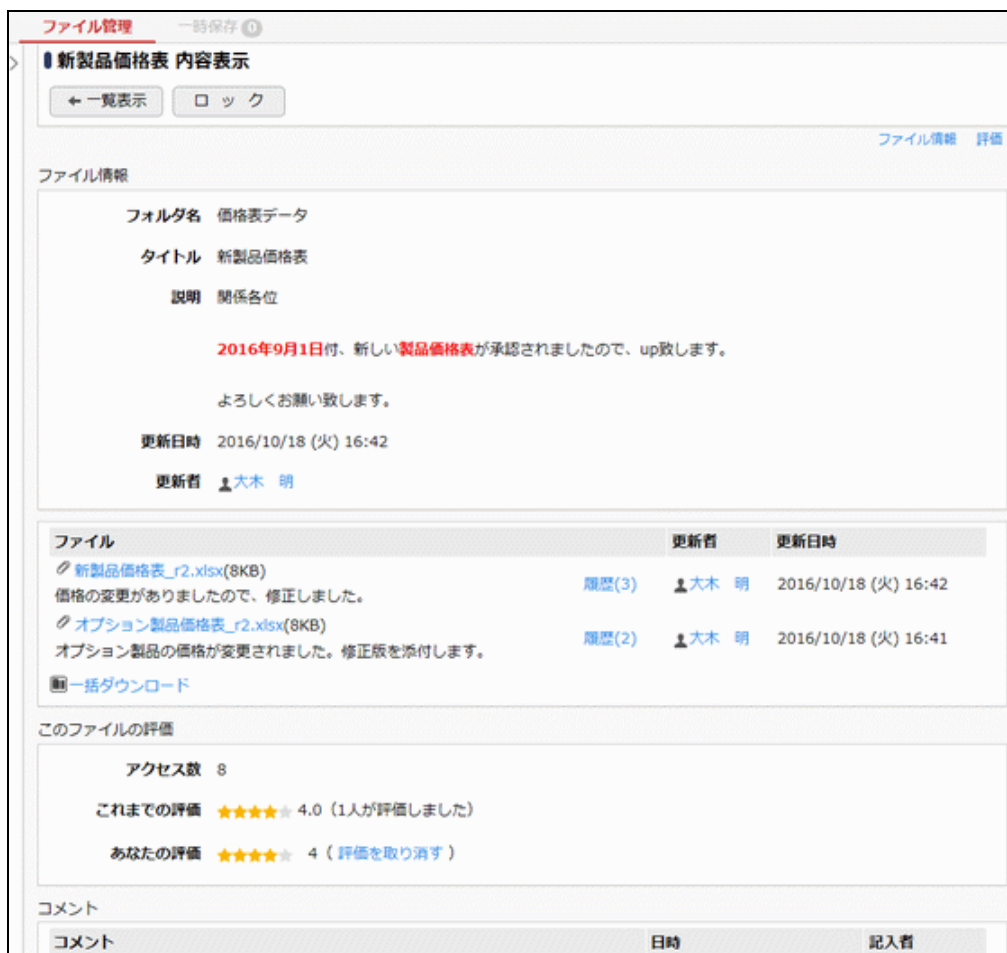 ファイル管理 一時保存 0
新製品価格表 内容表示
一覧表示 ロック
ファイル情報 評価
ファイル情報
フォルダ名 価格表データ
タイトル 新製品価格表
説明 関係各位
2016年9月1日付、新しい製品価格表が承認されましたので、up致します。
よろしくお願い致します。
更新日時 2016/10/18 (火) 16:42
更新者 大木 明
ファイル 更新者 更新日時
新製品価格表_r2.xlsx(8KB)
履歴(3) 大木 明 2016/10/18 (火) 16:42
価格の変更がありましたので、修正しました。
オプション製品価格表_r2.xlsx(8KB)
履歴(2) 大木 明 2016/10/18 (火) 16:41
オプション製品の価格が変更されました。修正版を添付します。
一括ダウンロード
このファイルの評価
アクセス数 8
これまでの評価 4.0（1人が評価しました）
あなたの評価 4（評価を取り消す）
コメント
コメント 日時 記入者